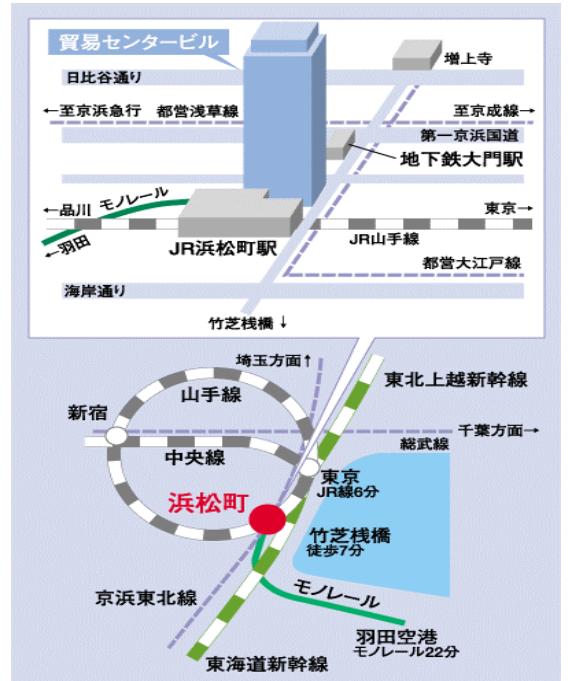 貿易センタービル
増上寺
日比谷通り
←至京浜急行 都営浅草線 至京成線→
第一京浜国道
地下鉄大門駅
←品川 モノレール 東京→
←羽田 JR浜松町駅 JR山手線
都営大江戸線
海岸通り
竹芝桟橋↓
埼玉方面↑
東北上越新幹線
山手線
新宿
千葉方面→
総武線
中央線
東京
JR線6分
浜松町
竹芝桟橋
徒歩7分
モノレール
京浜東北線
羽田空港
モノレール22分
東海道新幹線